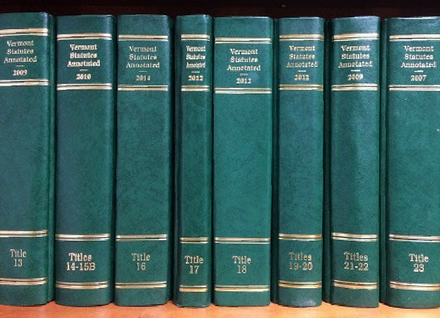 Vermont
Statutes
Annotated
2009
Title
13
Vermont
Statutes
Annotated
2010
Titles
14-15B
Vermont
Statutes
Annotated
2014
Title
16
Vermont
Statutes
Annotated
2012
Title
17
Vermont
Statutes
Annotated
2012
Title
18
Vermont
Statutes
Annotated
2012
Titles
19-20
Vermont
Statutes
Annotated
2009
Titles
21-22
Vermont
Statutes
Annotated
2007
Title
23